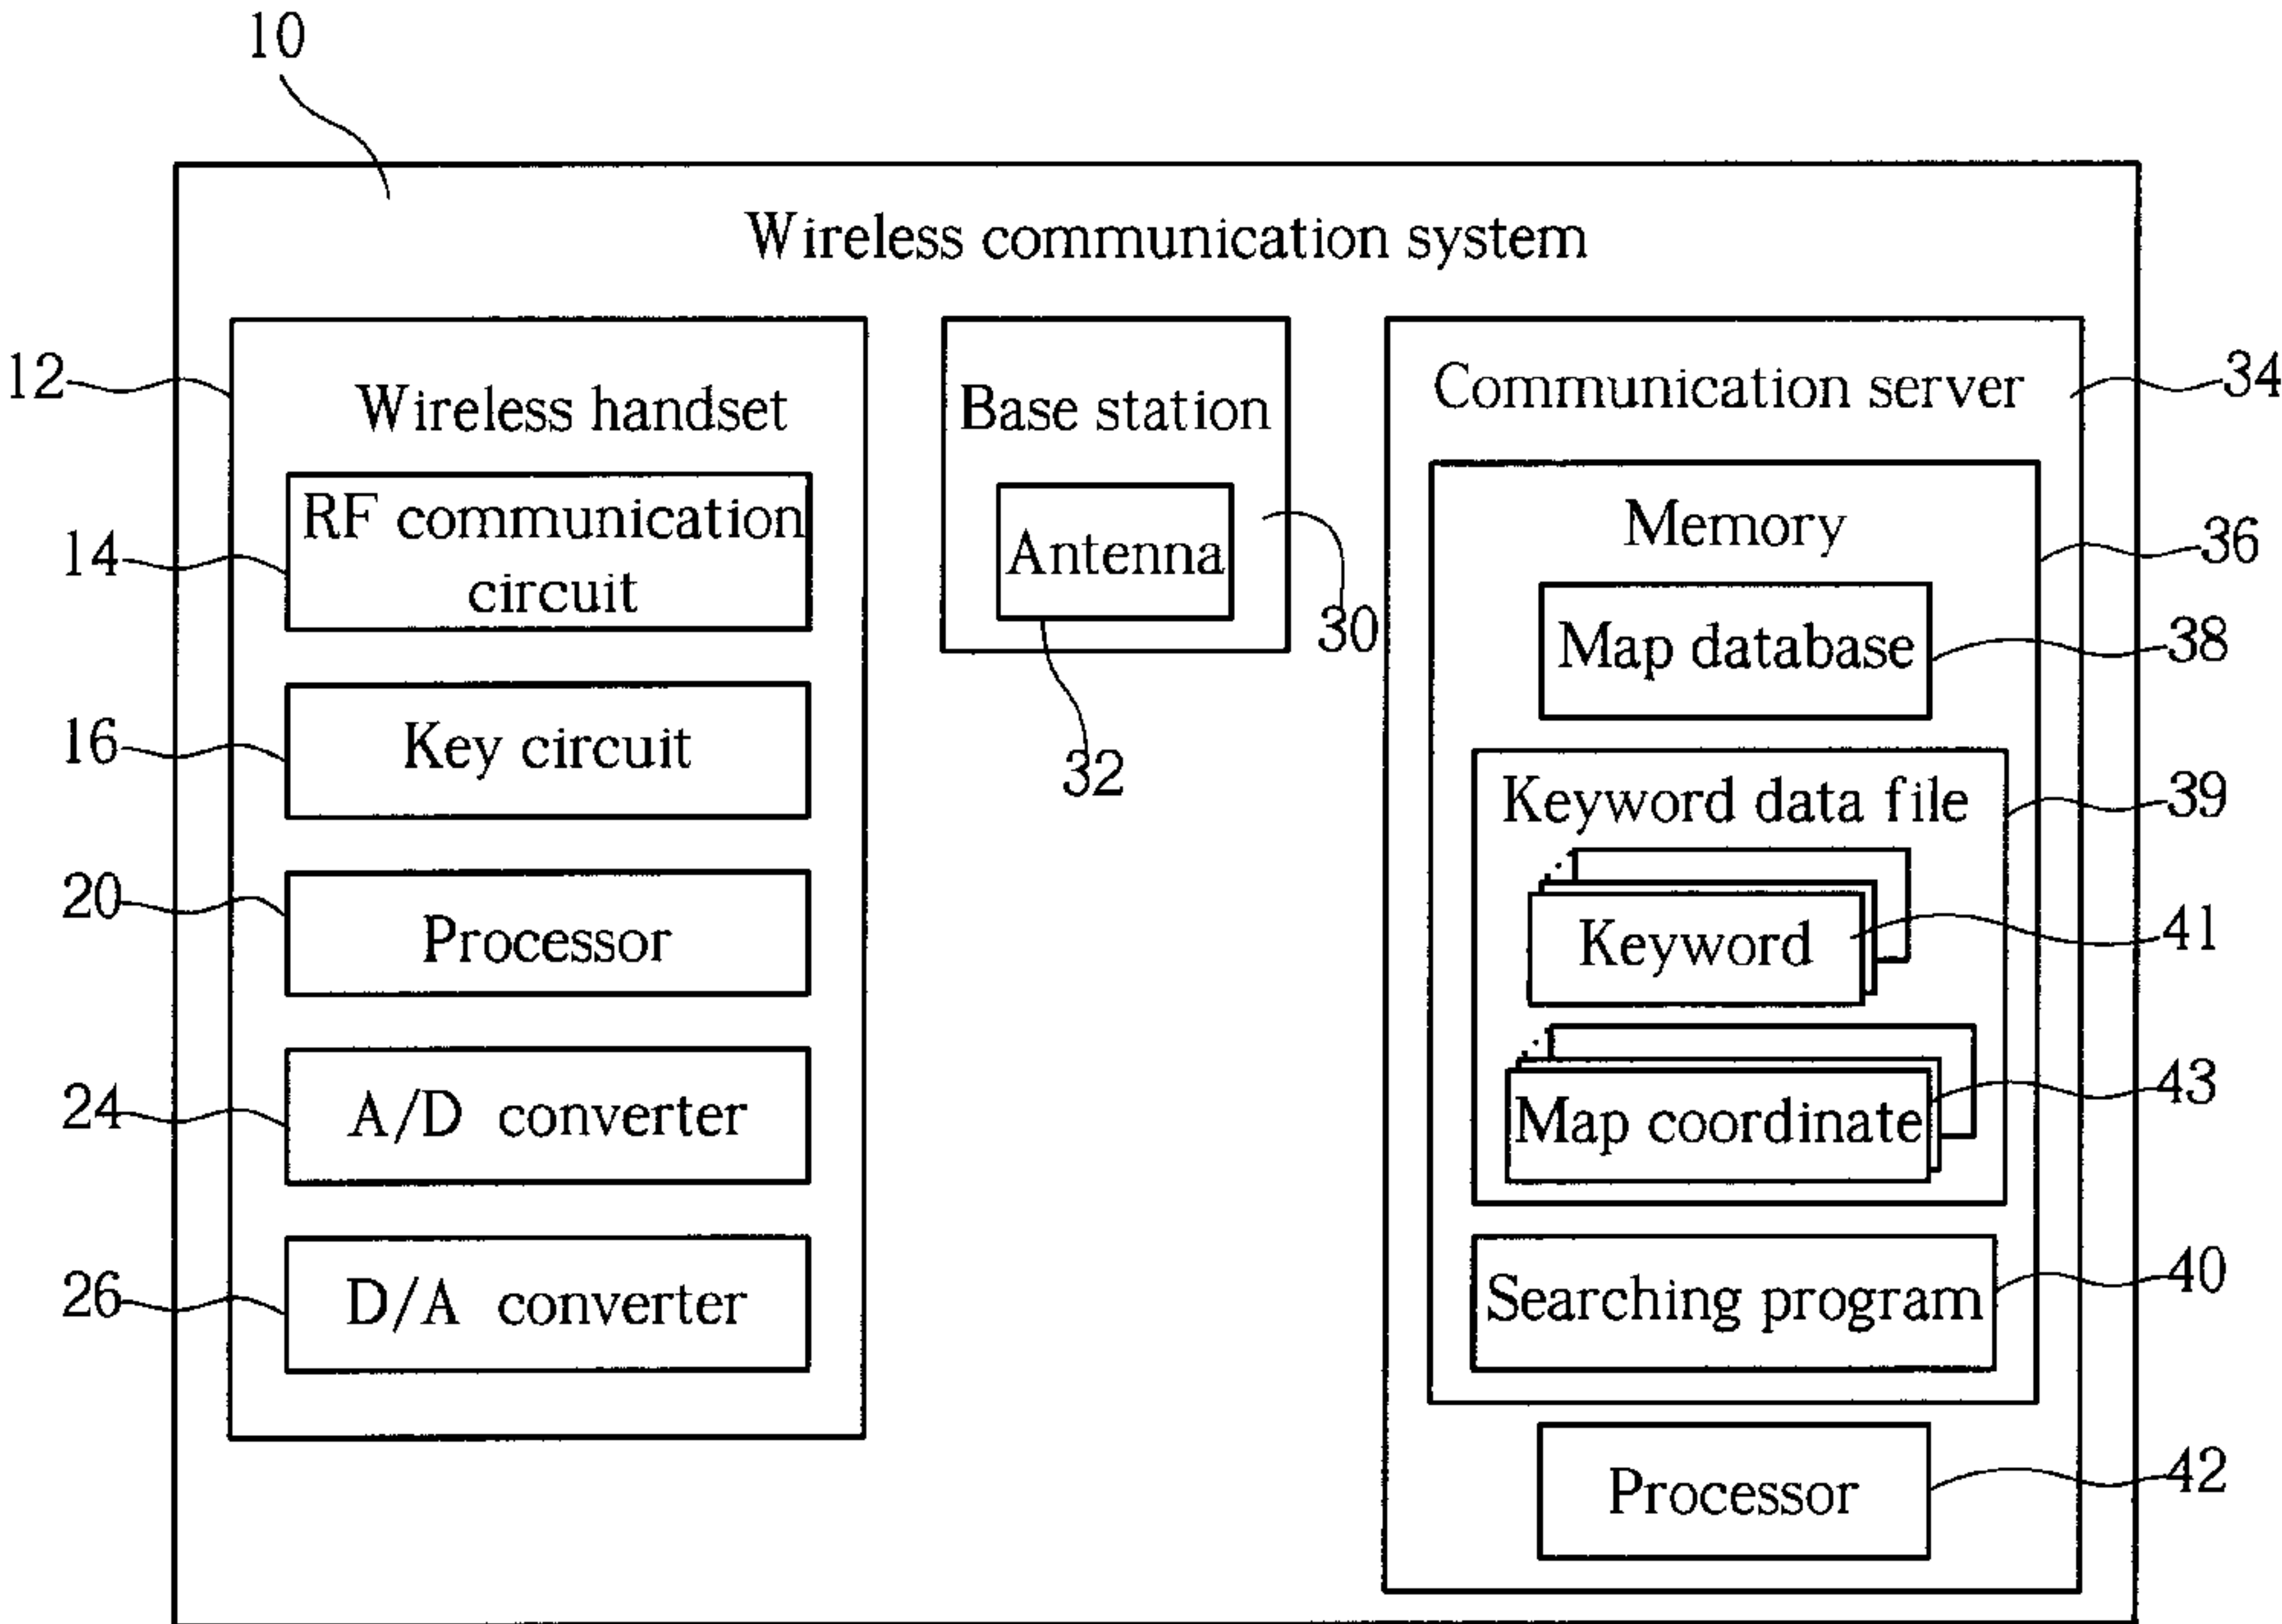 10
Wireless communication system
12
Wireless handset
RF communication
circuit
14
Key circuit
16
Processor
20
A/D converter
24
D/A converter
26
Base station
Antenna
30
32
Communication server
34
Memory
36
Map database
38
Keyword data file
39
Keyword
41
Map coordinate
43
Searching program
40
Processor
42